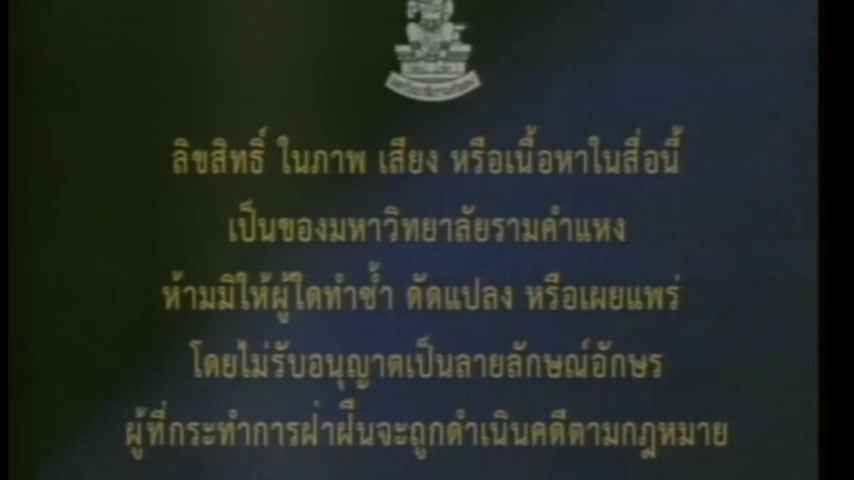 ลิขสิทธิ์ ในภาพ เสียง หรือเนื้อหาในสื่อนี้
เป็นของมหาวิทยาลัยรามคำแหง
ห้ามมิให้ผู้ใดทำซ้ำ ดัดแปลง หรือเผยแพร่
โดยไม่รับอนุญาตเป็นลายลักษณ์อักษร
ผู้ที่กระทำการฝ่าฝืนจะถูกดำเนินคดีตามกฎหมาย